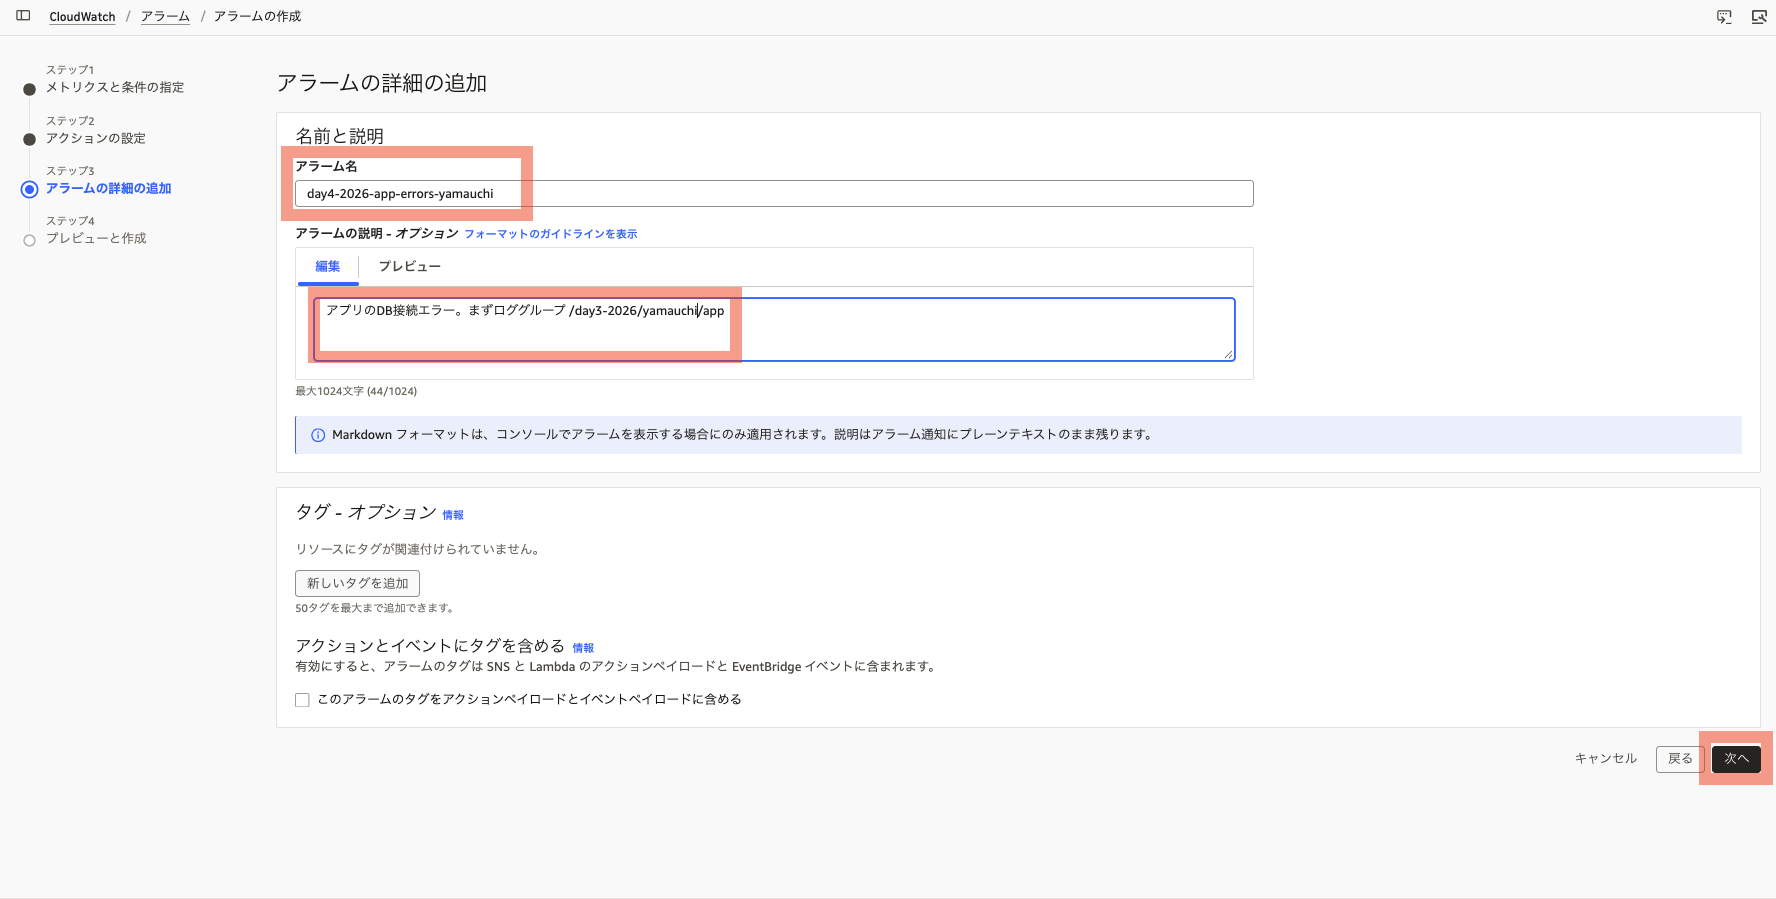 CloudWatch / アラーム / アラームの作成
ステップ1
メトリクスと条件の指定
ステップ2
アクションの設定
ステップ3
アラームの詳細の追加
ステップ4
プレビューと作成
アラームの詳細の追加
名前と説明
アラーム名
day4-2026-app-errors-yamauchi
アラームの説明 - オプション フォーマットのガイドラインを表示
編集 プレビュー
アプリのDB接続エラー。まずロググループ /day3-2026/yamauchi/app
最大1024文字 (44/1024)
Markdown フォーマットは、コンソールでアラームを表示する場合にのみ適用されます。説明はアラーム通知にプレーンテキストのまま残ります。
タグ - オプション 情報
リソースにタグが関連付けられていません。
新しいタグを追加
50タグを最大まで追加できます。
アクションとイベントにタグを含める 情報
有効にすると、アラームのタグは SNS と Lambda のアクションペイロードと EventBridge イベントに含まれます。
このアラームのタグをアクションペイロードとイベントペイロードに含める
キャンセル 戻る 次へ